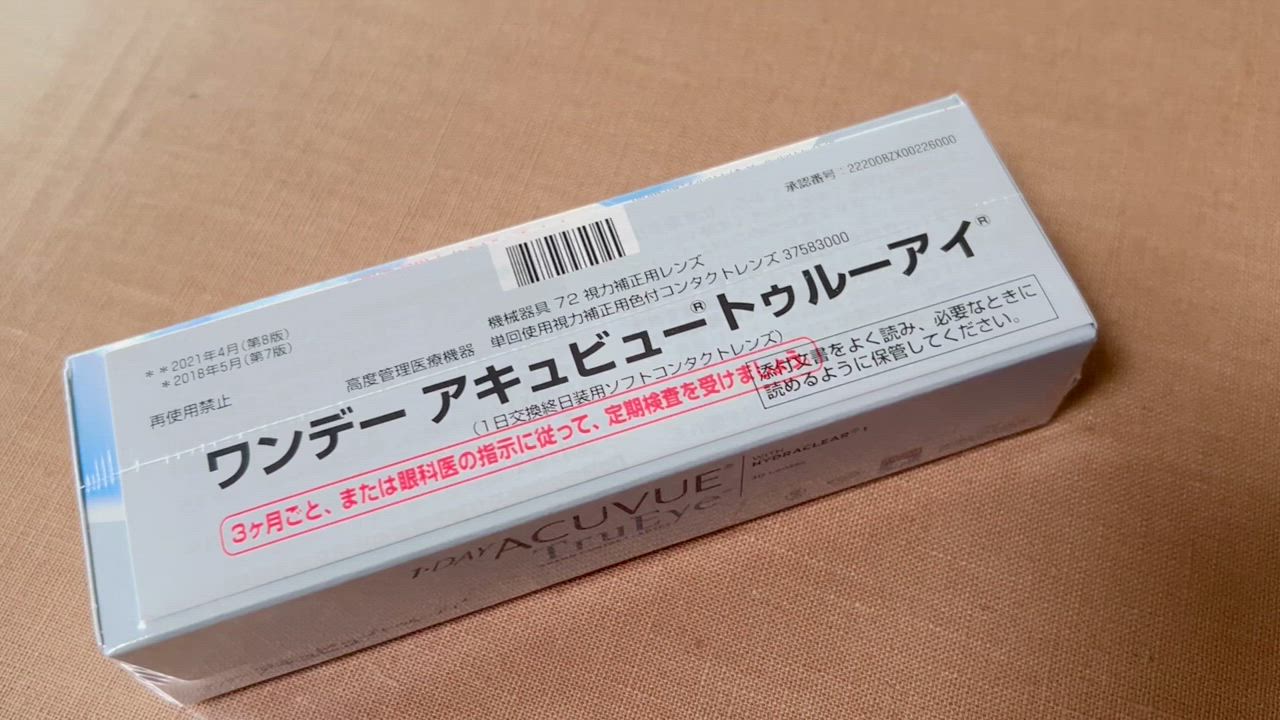 承認番号：22200BZX00226000
＊＊2021年4月(第8版)
＊2018年5月(第7版)
機械器具 72 視力補正用レンズ
高度管理医療機器 単回使用視力補正用色付コンタクトレンズ 37583000
再使用禁止
ワンデー アキュビュー® トゥルーアイ®
(1日交換終日装用ソフトコンタクトレンズ)
添付文書をよく読み、必要なときに
読めるように保管してください。
3ヶ月ごと、または眼科医の指示に従って、定期検査を受けましょう
1·DAY ACUVUE®
TruEye™
WITH
HYDRACLEAR® 1